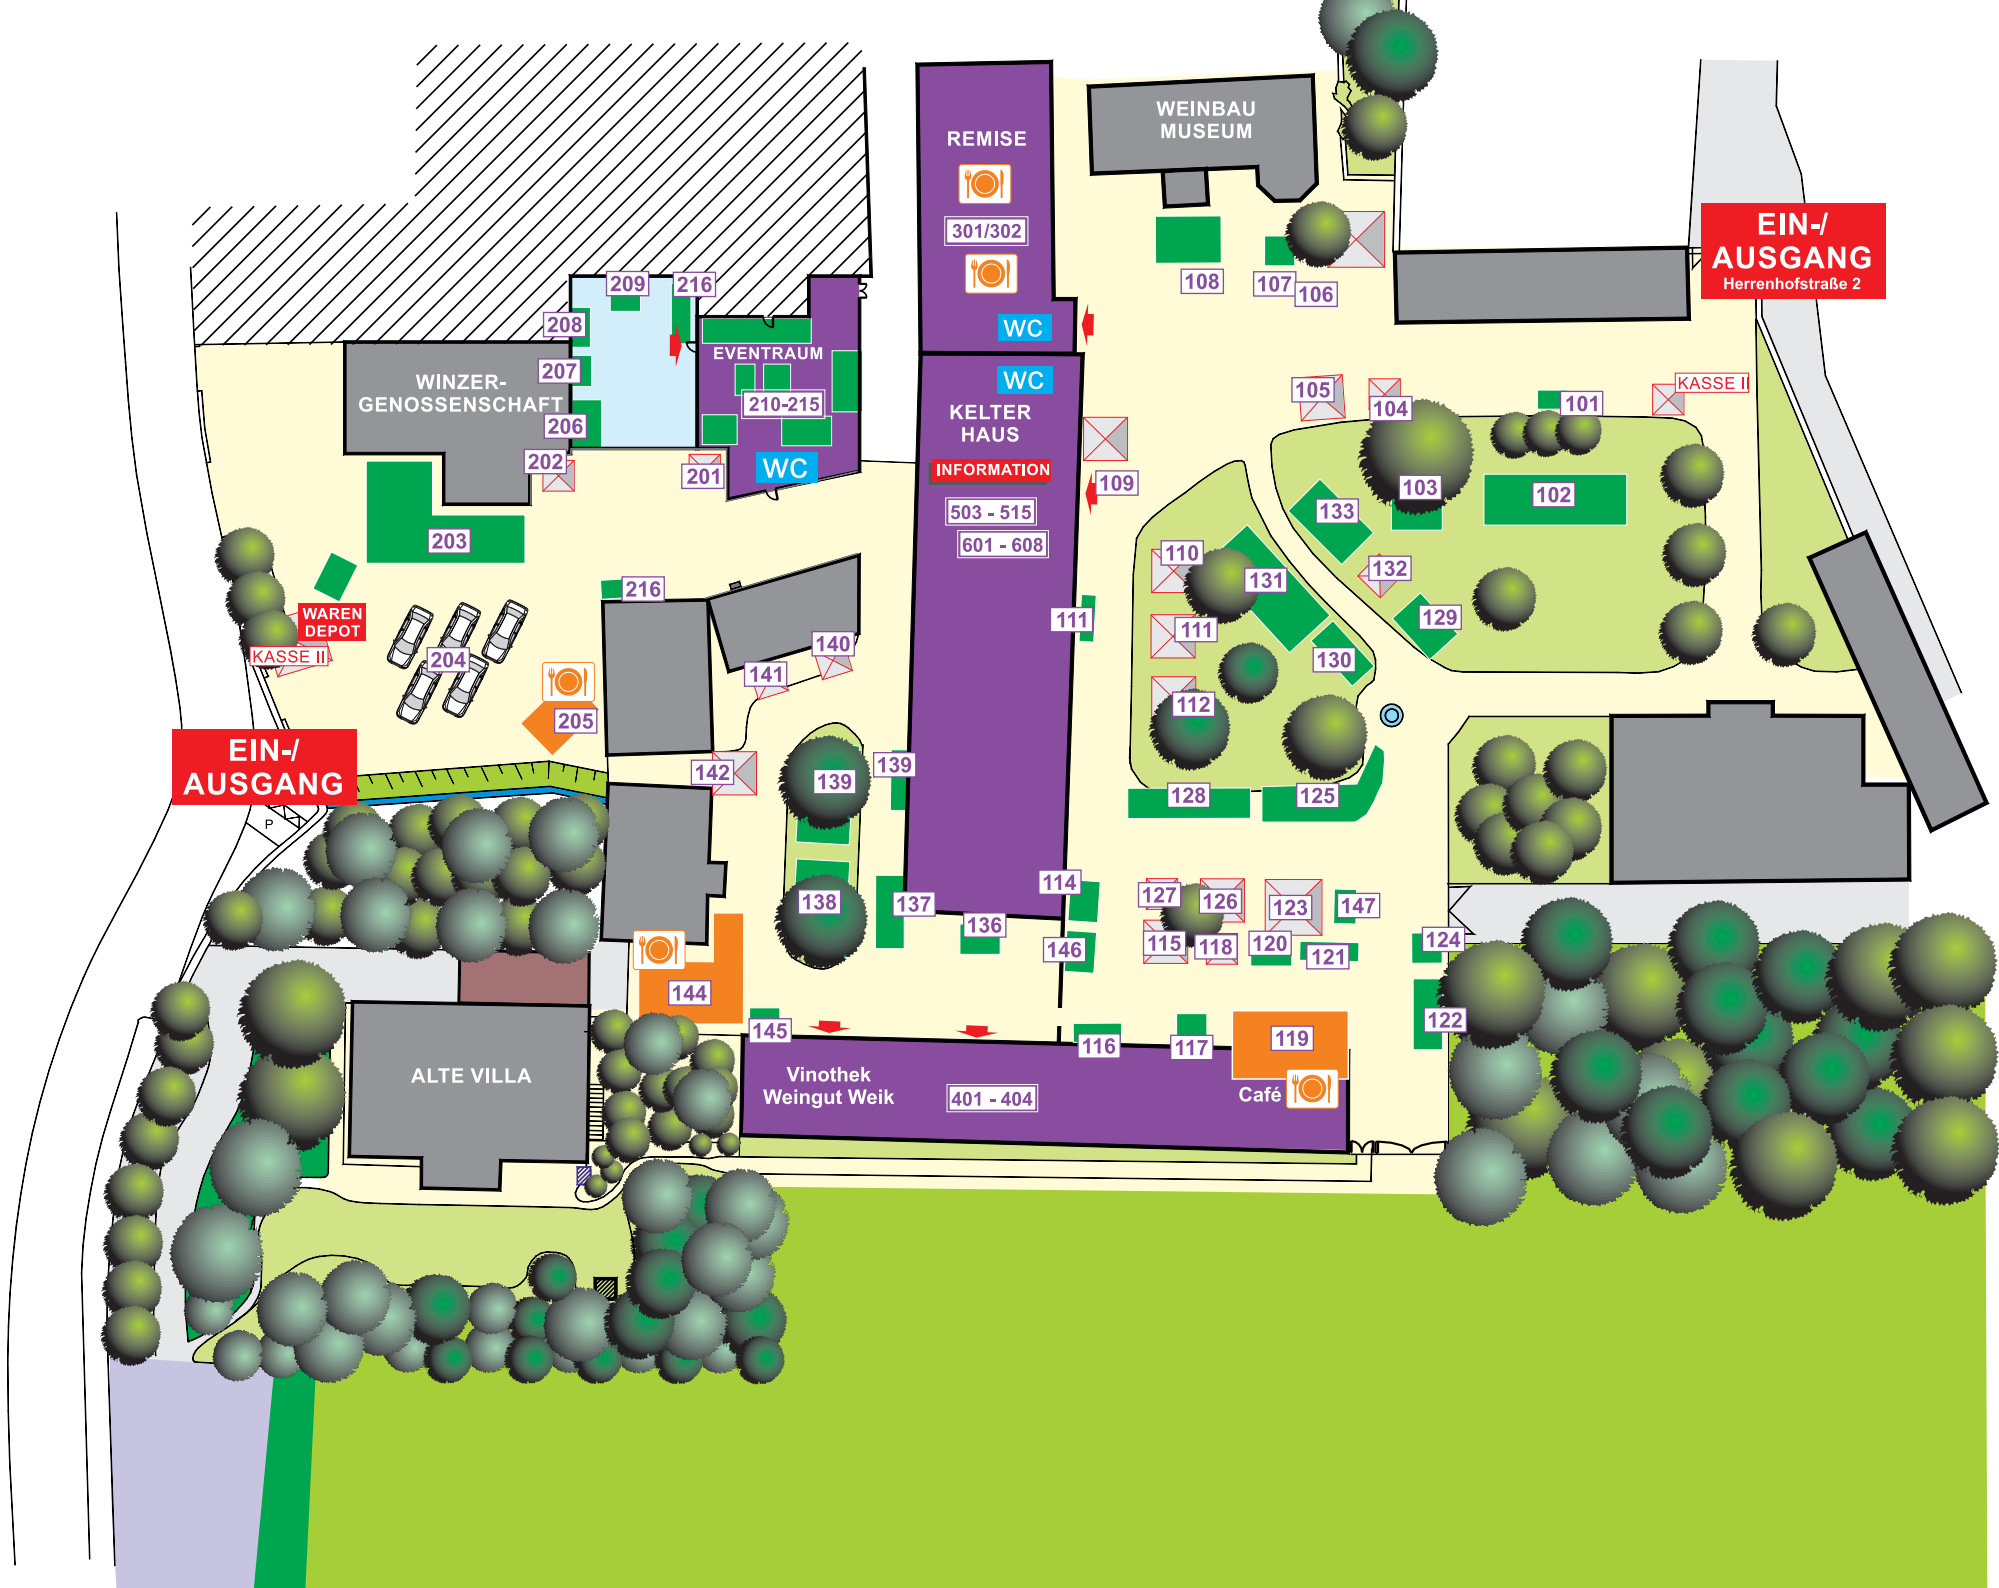 REMISE
301/302
WC
WEINBAU
MUSEUM
108
107
106
EIN-/
AUSGANG
Herrenhofstraße 2
209
216
208
207
206
WINZER-
GENOSSENSCHAFT
EVENTRAUM
210-215
WC
202
201
203
WC
KELTER
HAUS
INFORMATION
503 - 515
601 - 608
109
105
104
101
KASSE II
103
102
133
132
129
110
131
111
111
130
112
128
125
WAREN
DEPOT
KASSE II
204
216
205
140
141
142
139
139
138
137
136
114
146
127
126
123
147
115
118
120
121
124
122
EIN-/
AUSGANG
P
144
145
116
117
119
Café
Vinothek
Weingut Weik
401 - 404
ALTE VILLA